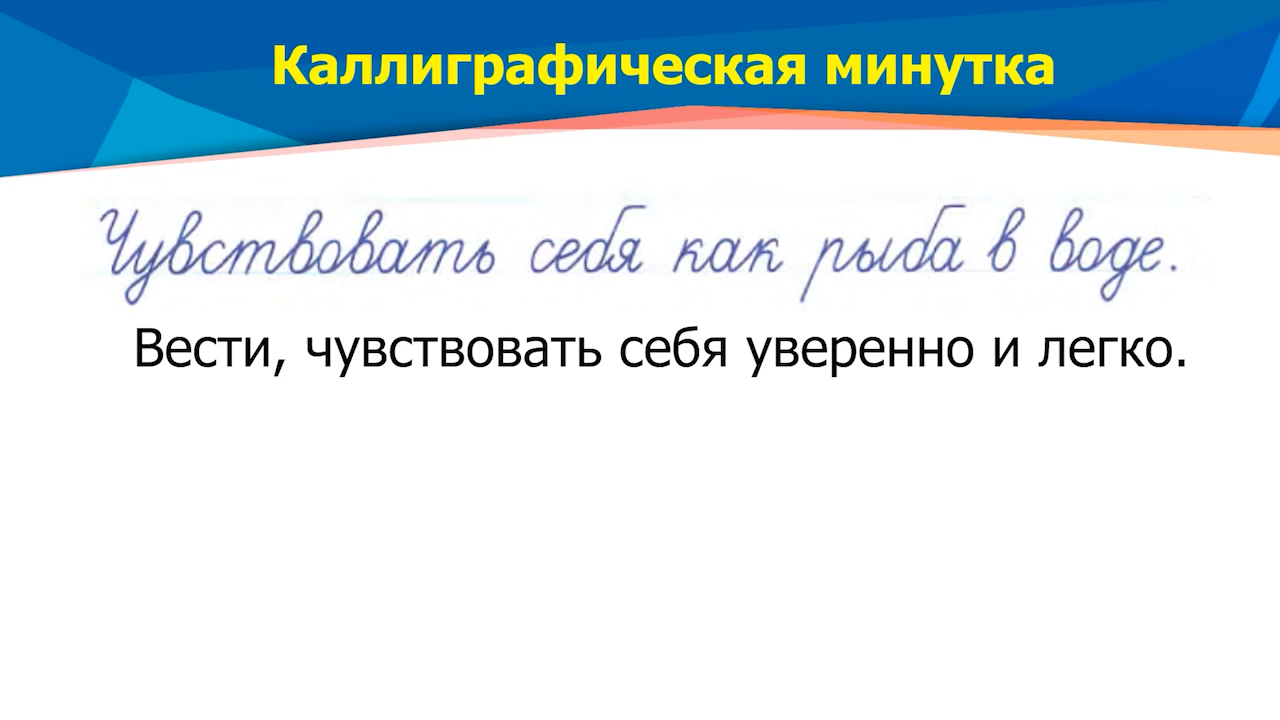 Каллиграфическая минутка
Чувствовать себя как рыба в воде.
Вести, чувствовать себя уверенно и легко.